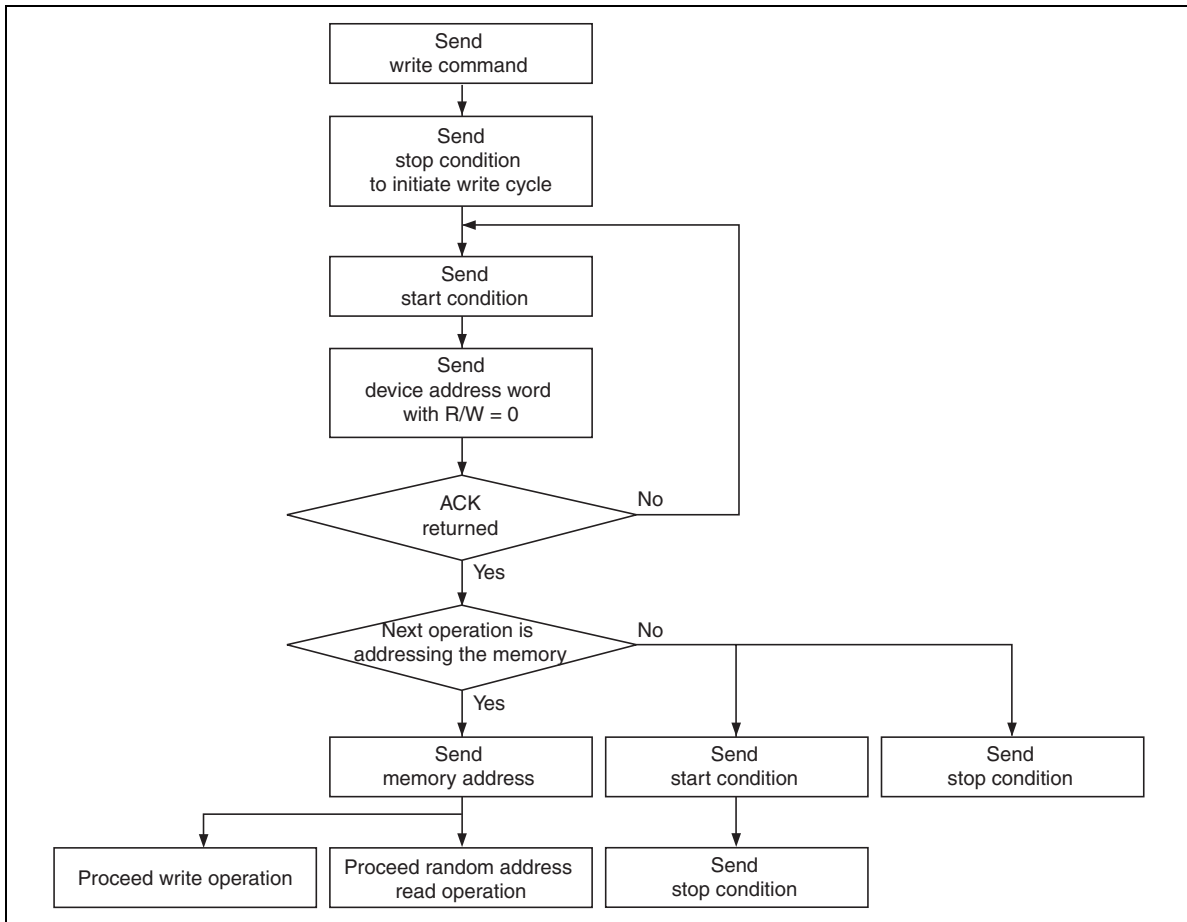 Send
write command
Send
stop condition
to initiate write cycle
Send
start condition
Send
device address word
with R/W = 0
ACK
returned
No
Yes
Next operation is
addressing the memory
No
Yes
Send
memory address
Send
start condition
Send
stop condition
Proceed write operation
Proceed random address
read operation
Send
stop condition